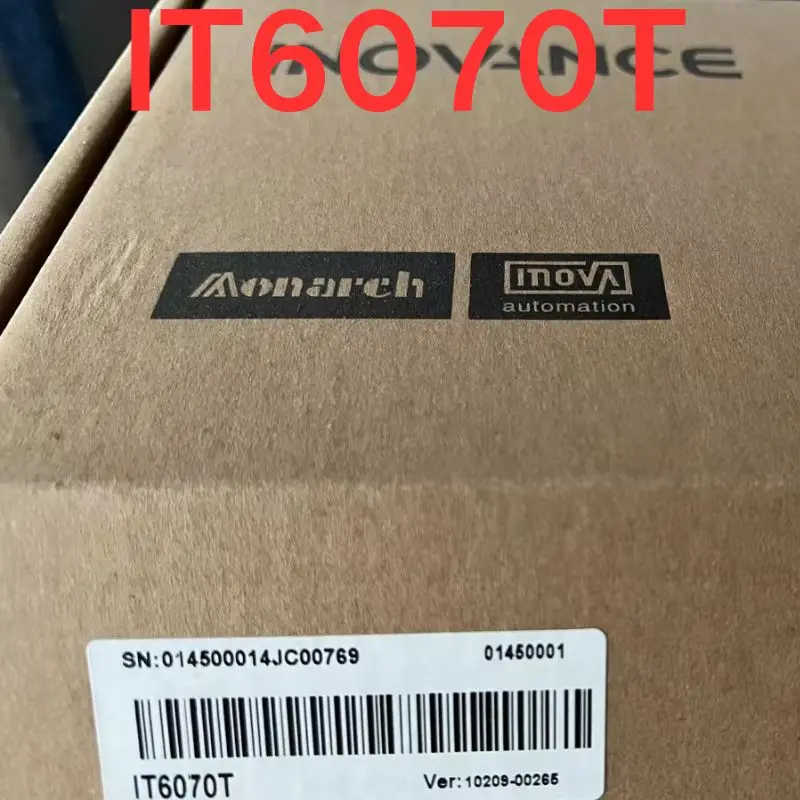 IT6070T
INOVANCE
Monarch
INOVA
automation
SN:014500014JC00769
01450001
IT6070T
Ver:10209-00265